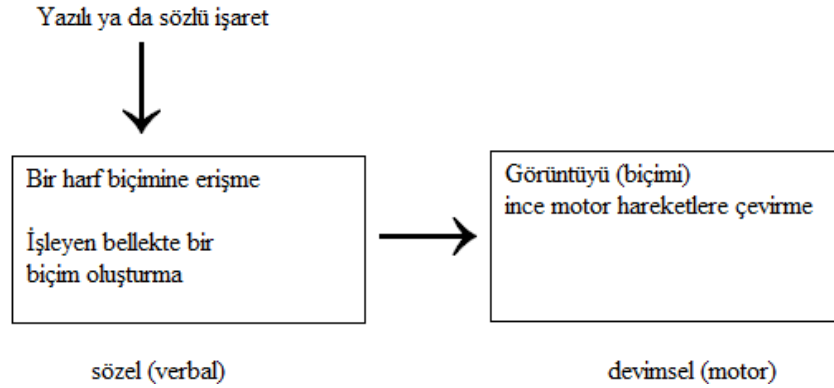 Yazılı ya da sözlü işaret
Bir harf biçimine erişme
İşleyen bellekte bir
biçim oluşturma
Görüntüyü (biçimi)
ince motor hareketlere çevirme
sözel (verbal)
devimsel (motor)